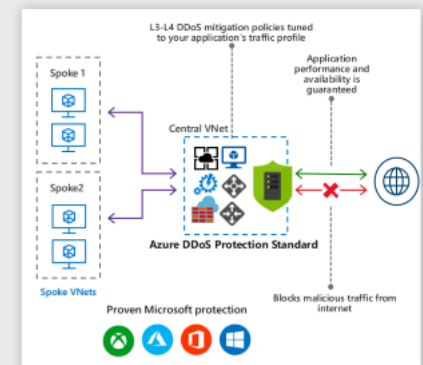 L3-L4 DDoS mitigation policies tuned
to your application's traffic profile
Application
performance and
availability is
guaranteed
Spoke 1
Central VNet
Spoke2
Azure DDoS Protection Standard
Spoke VNets
Blocks malicious traffic from
internet
Proven Microsoft protection